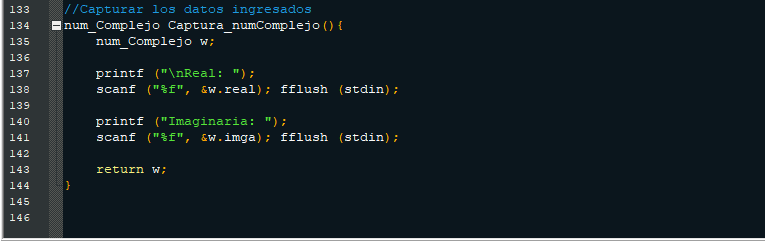 133 //Capturar los datos ingresados
134 num_Complejo Captura_numComplejo(){
135 num_Complejo w;
136
137 printf ("\nReal: ");
138 scanf ("%f", &w.real); fflush (stdin);
139
140 printf ("Imaginaria: ");
141 scanf ("%f", &w.imga); fflush (stdin);
142
143 return w;
144 }
145
146